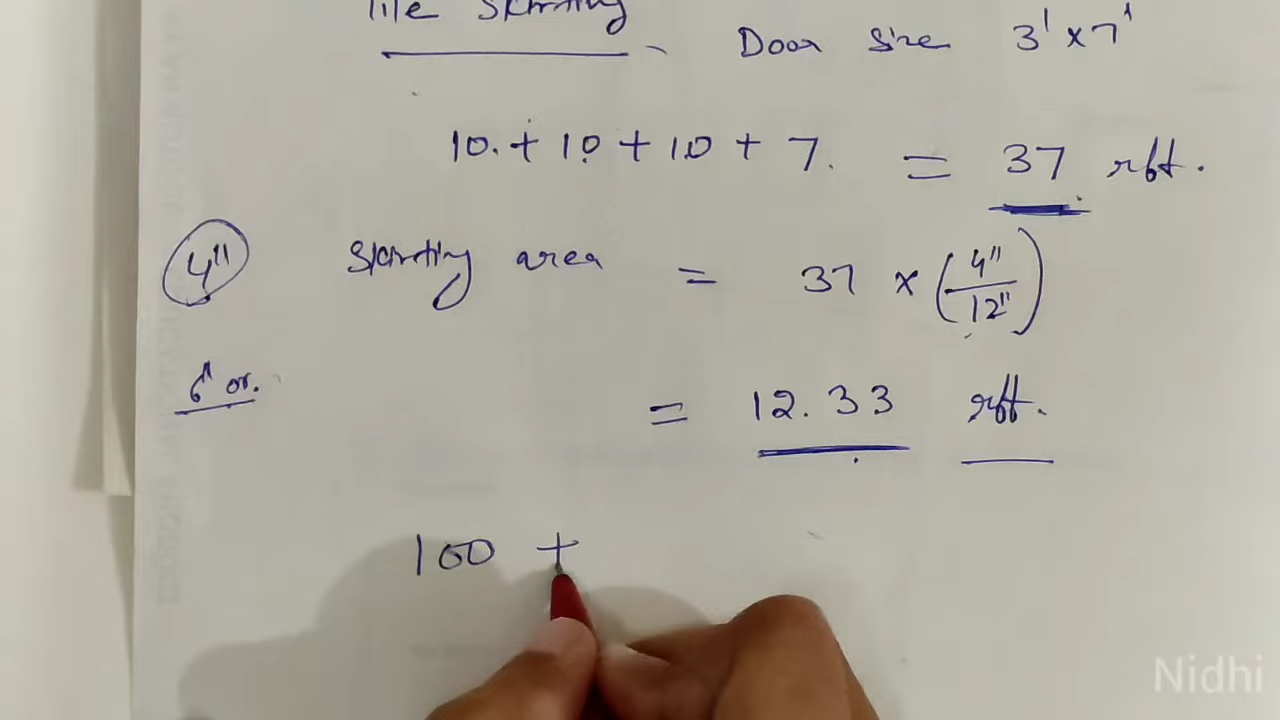 Tile Skirting - Door size 3' x 7'
10. + 10 + 10 + 7. = 37 rft.
4" Skirting area = 37 x (4"/12")
6" or.
= 12.33 rft.
100 +
Nidhi